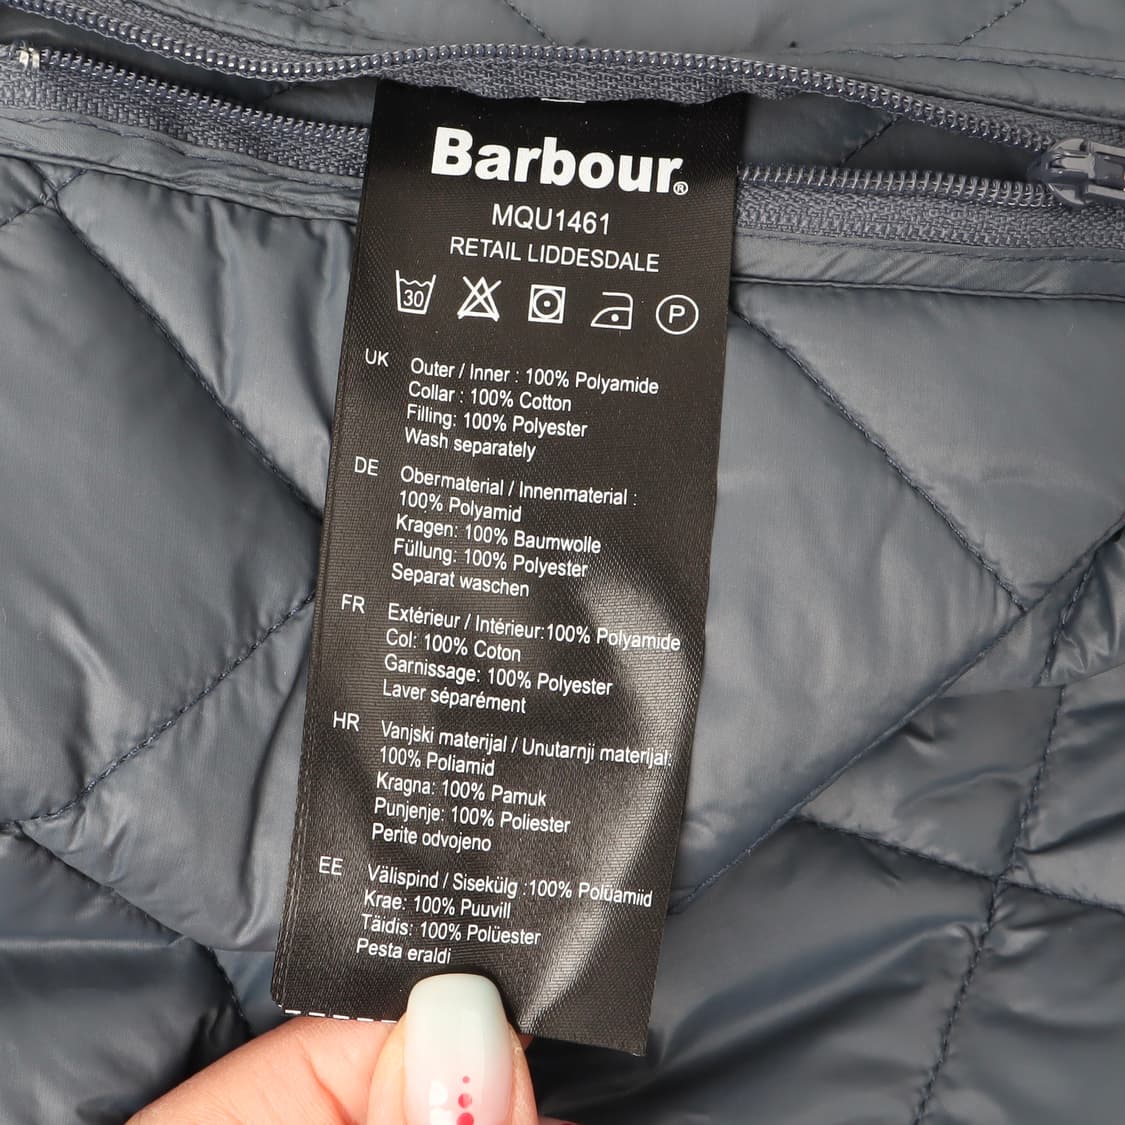 Barbour®
MQU1461
RETAIL LIDDESDALE
30 P
UK Outer / Inner : 100% Polyamide
Collar : 100% Cotton
Filling: 100% Polyester
Wash separately
DE Obermaterial / Innenmaterial :
100% Polyamid
Kragen: 100% Baumwolle
Füllung: 100% Polyester
Separat waschen
FR Extérieur / Intérieur:100% Polyamide
Col: 100% Coton
Garnissage: 100% Polyester
Laver séparément
HR Vanjski materijal / Unutarnji materijal:
100% Poliamid
Kragna: 100% Pamuk
Punjenje: 100% Poliester
Perite odvojeno
EE Välispind / Sisekülg :100% Polüamiid
Krae: 100% Puuvill
Täidis: 100% Polüester
Pesta eraldi